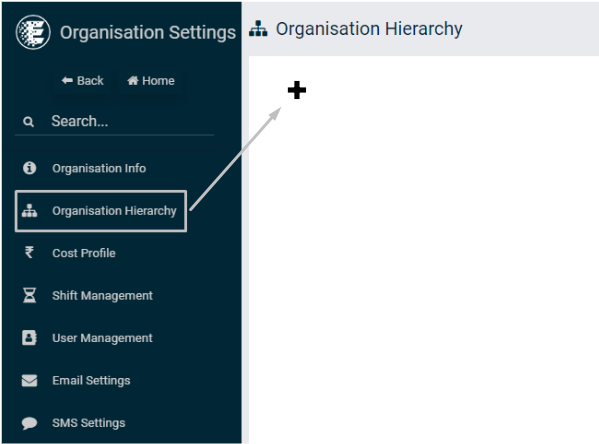 Organisation Settings
Organisation Hierarchy
Back
Home
Search...
Organisation Info
Organisation Hierarchy
₹ Cost Profile
Shift Management
User Management
Email Settings
SMS Settings